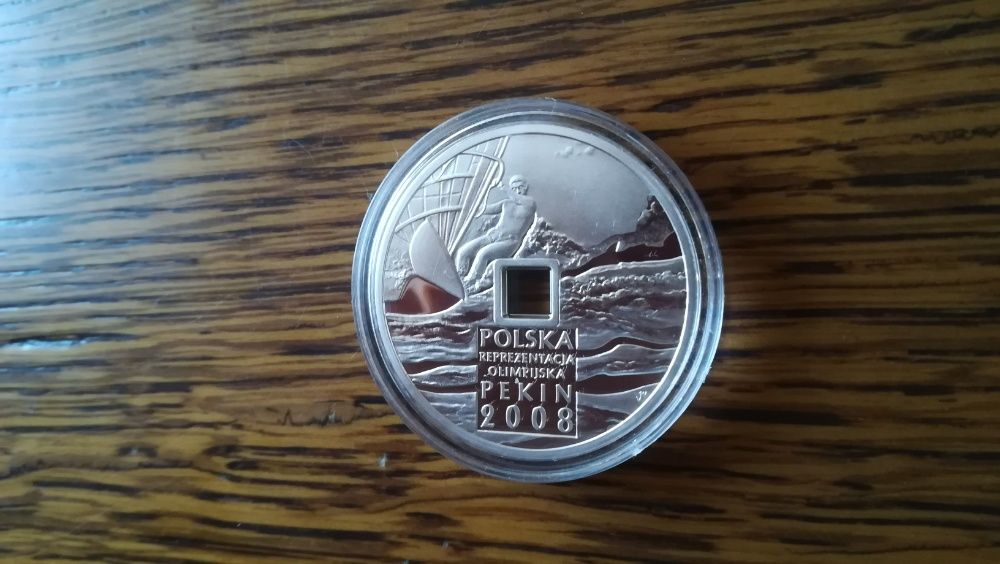 POLSKA
REPREZENTACJA
OLIMPIJSKA
PEKIN
2008